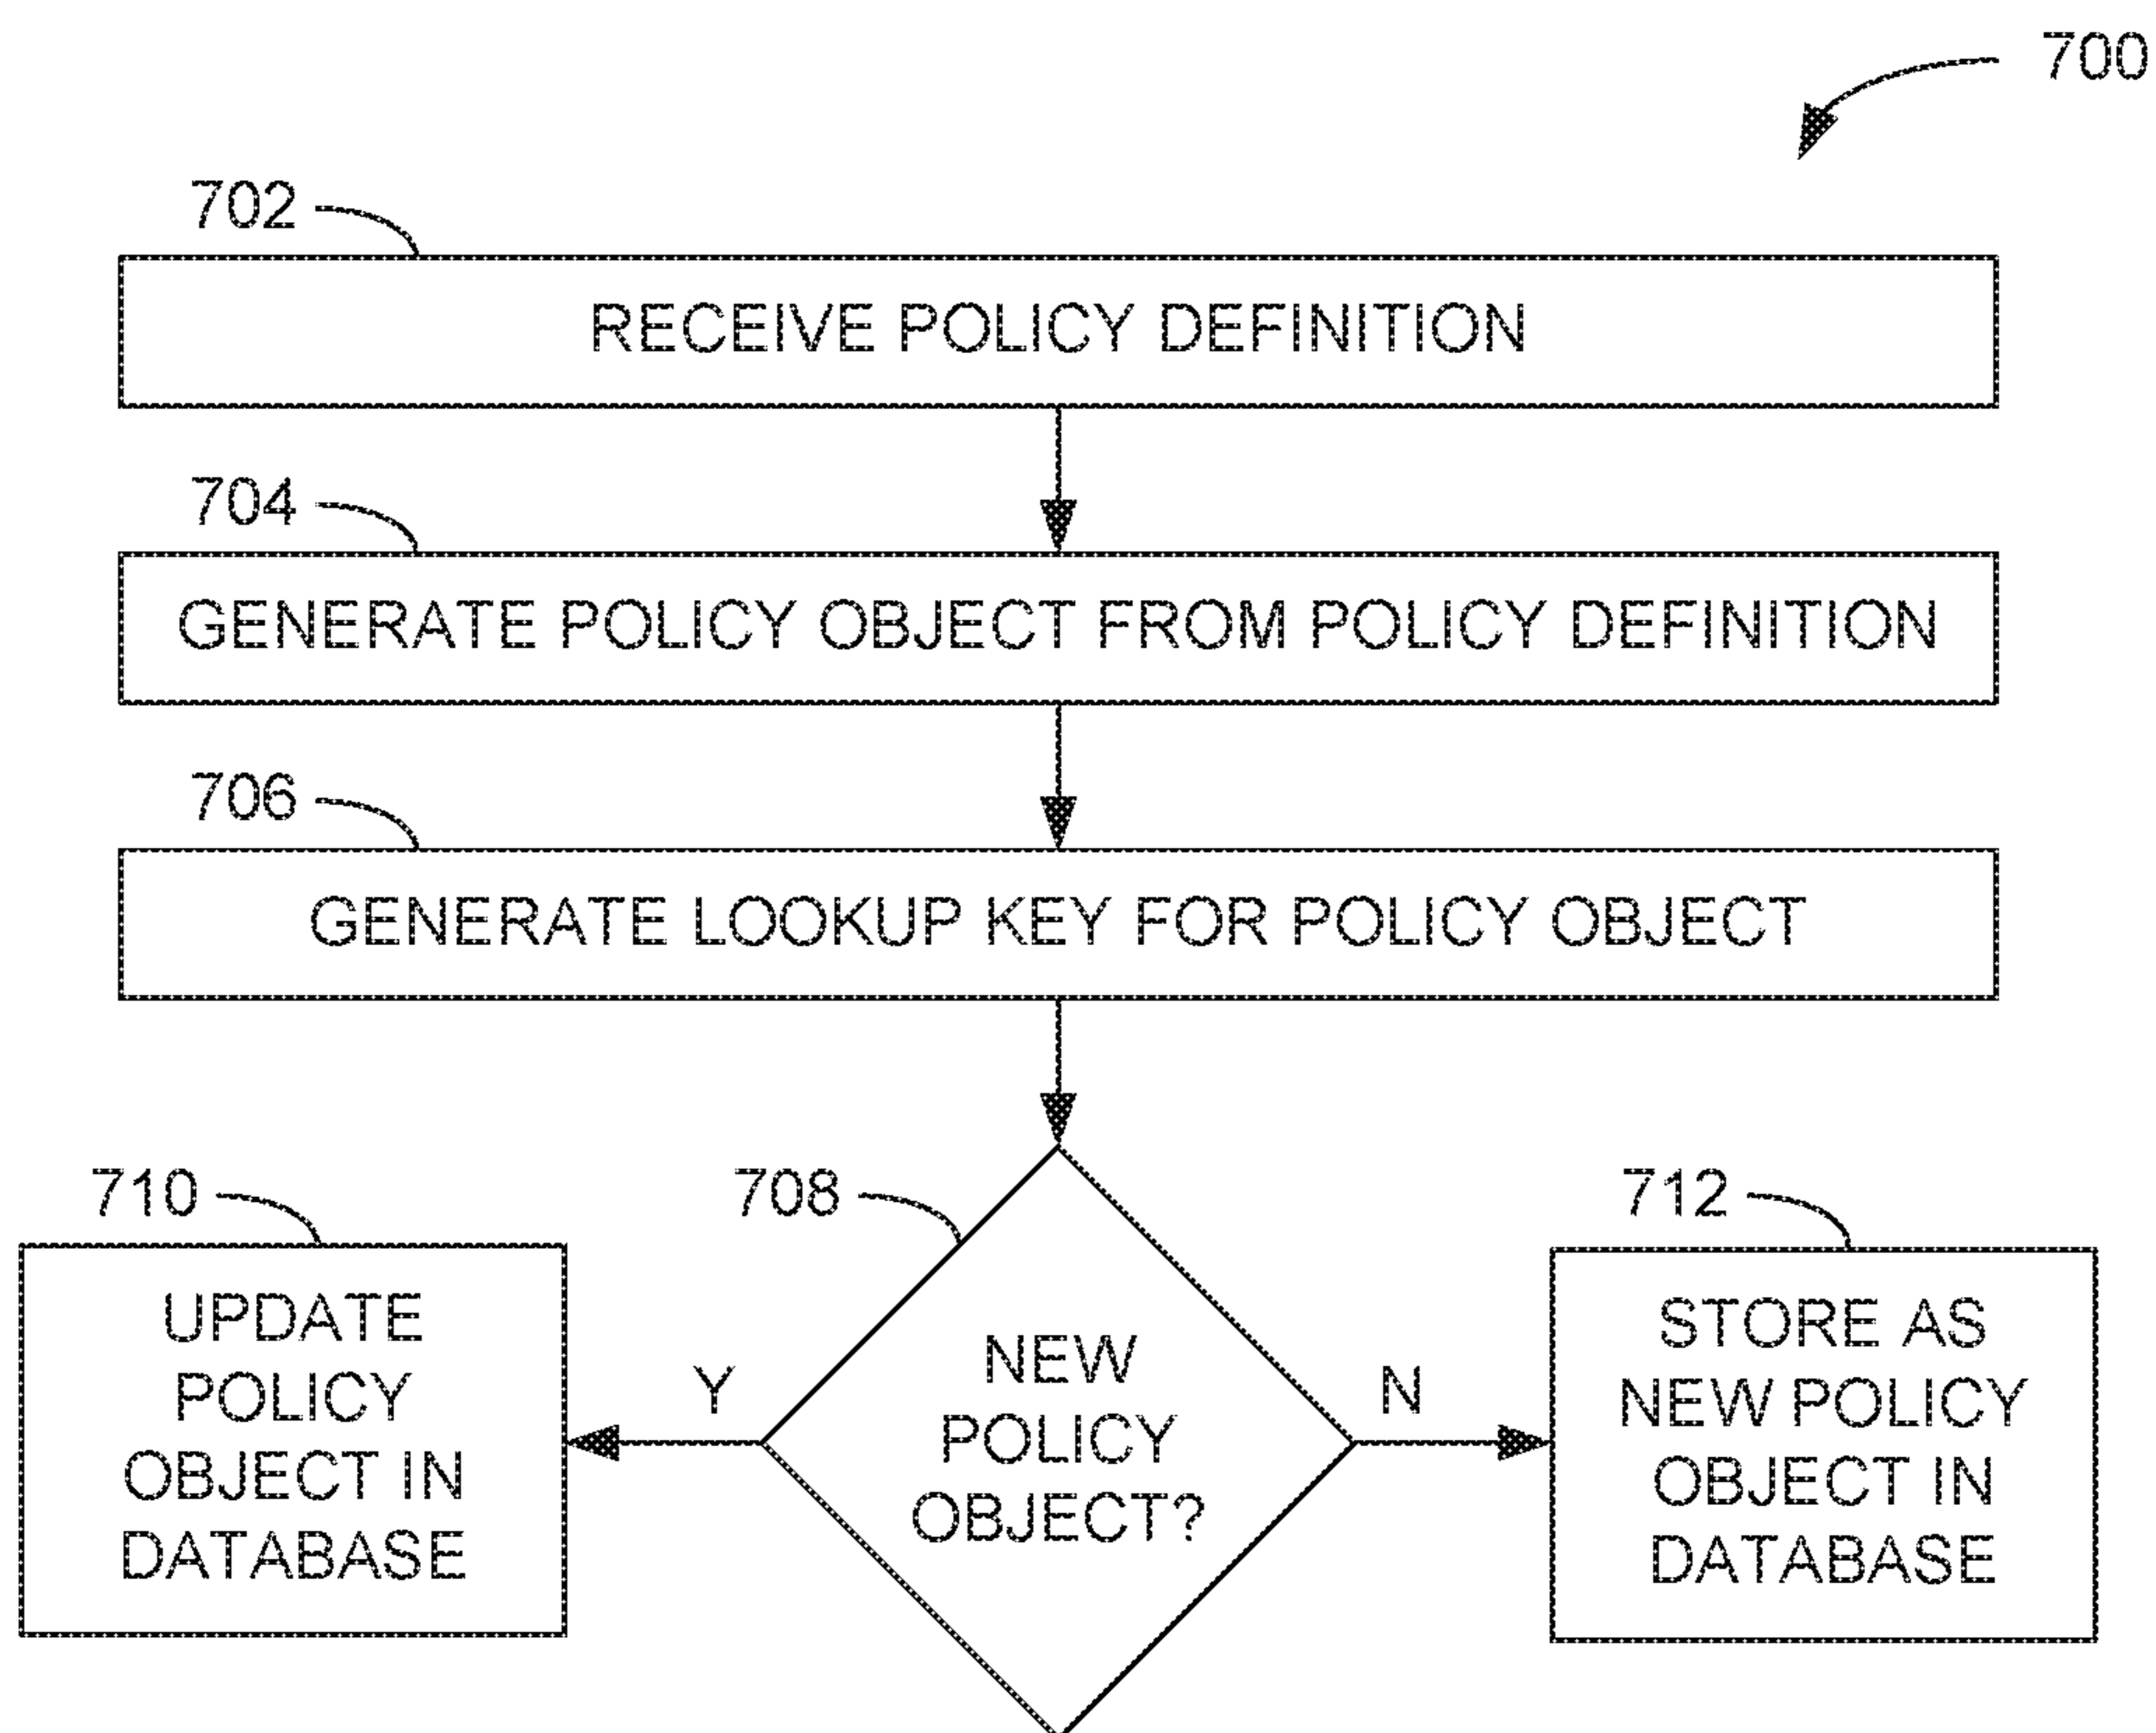 700
702
RECEIVE POLICY DEFINITION
704
GENERATE POLICY OBJECT FROM POLICY DEFINITION
706
GENERATE LOOKUP KEY FOR POLICY OBJECT
710
UPDATE
POLICY
OBJECT IN
DATABASE
Y
708
NEW
POLICY
OBJECT?
N
712
STORE AS
NEW POLICY
OBJECT IN
DATABASE